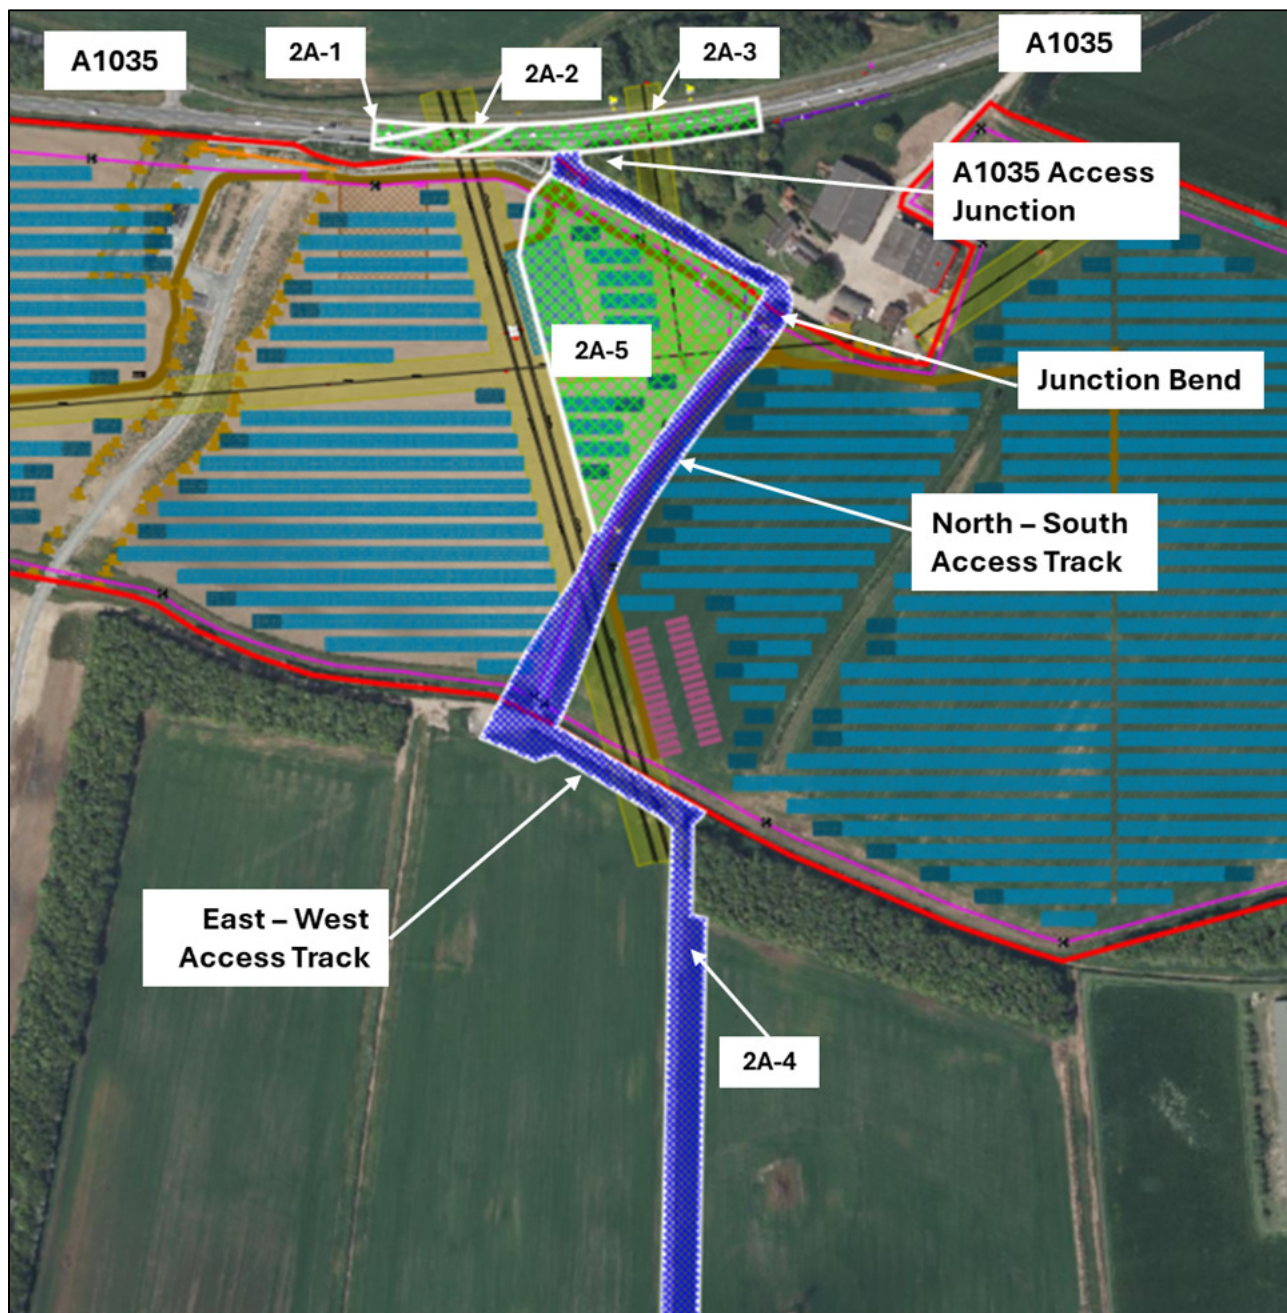 A1035
2A-1
2A-2
2A-3
A1035
A1035 Access
Junction
2A-5
Junction Bend
North – South
Access Track
East – West
Access Track
2A-4